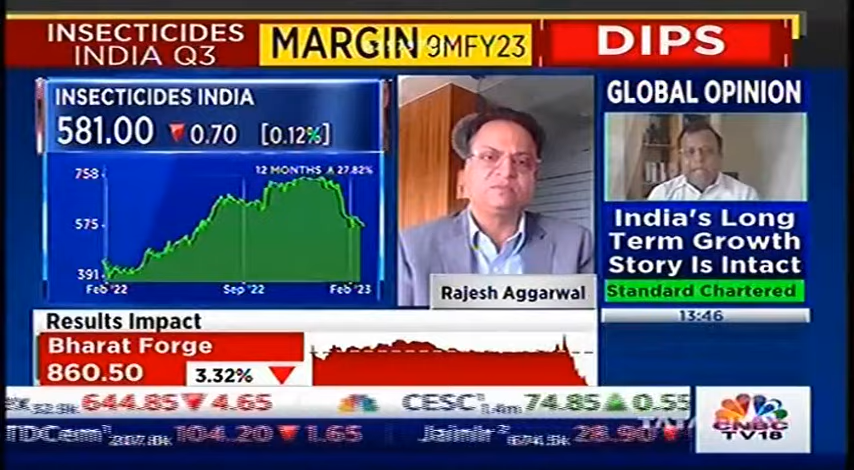 INSECTICIDES
INDIA Q3
MARGIN 9MFY23
DIPS
INSECTICIDES INDIA
581.00 ▼ 0.70 [0.12%]
12 MONTHS ▲ 27.82%
758
575
391
Feb '22 Sep '22 Feb '23
Rajesh Aggarwal
GLOBAL OPINION
India's Long
Term Growth
Story Is Intact
Standard Chartered
13:46
Results Impact
Bharat Forge
860.50 3.32% ▼
644.85 ▼ 4.65 CESC 1.4m 74.85 ▲ 0.55
104.20 ▼ 1.65 28.90 ▼
CNBC
TV18